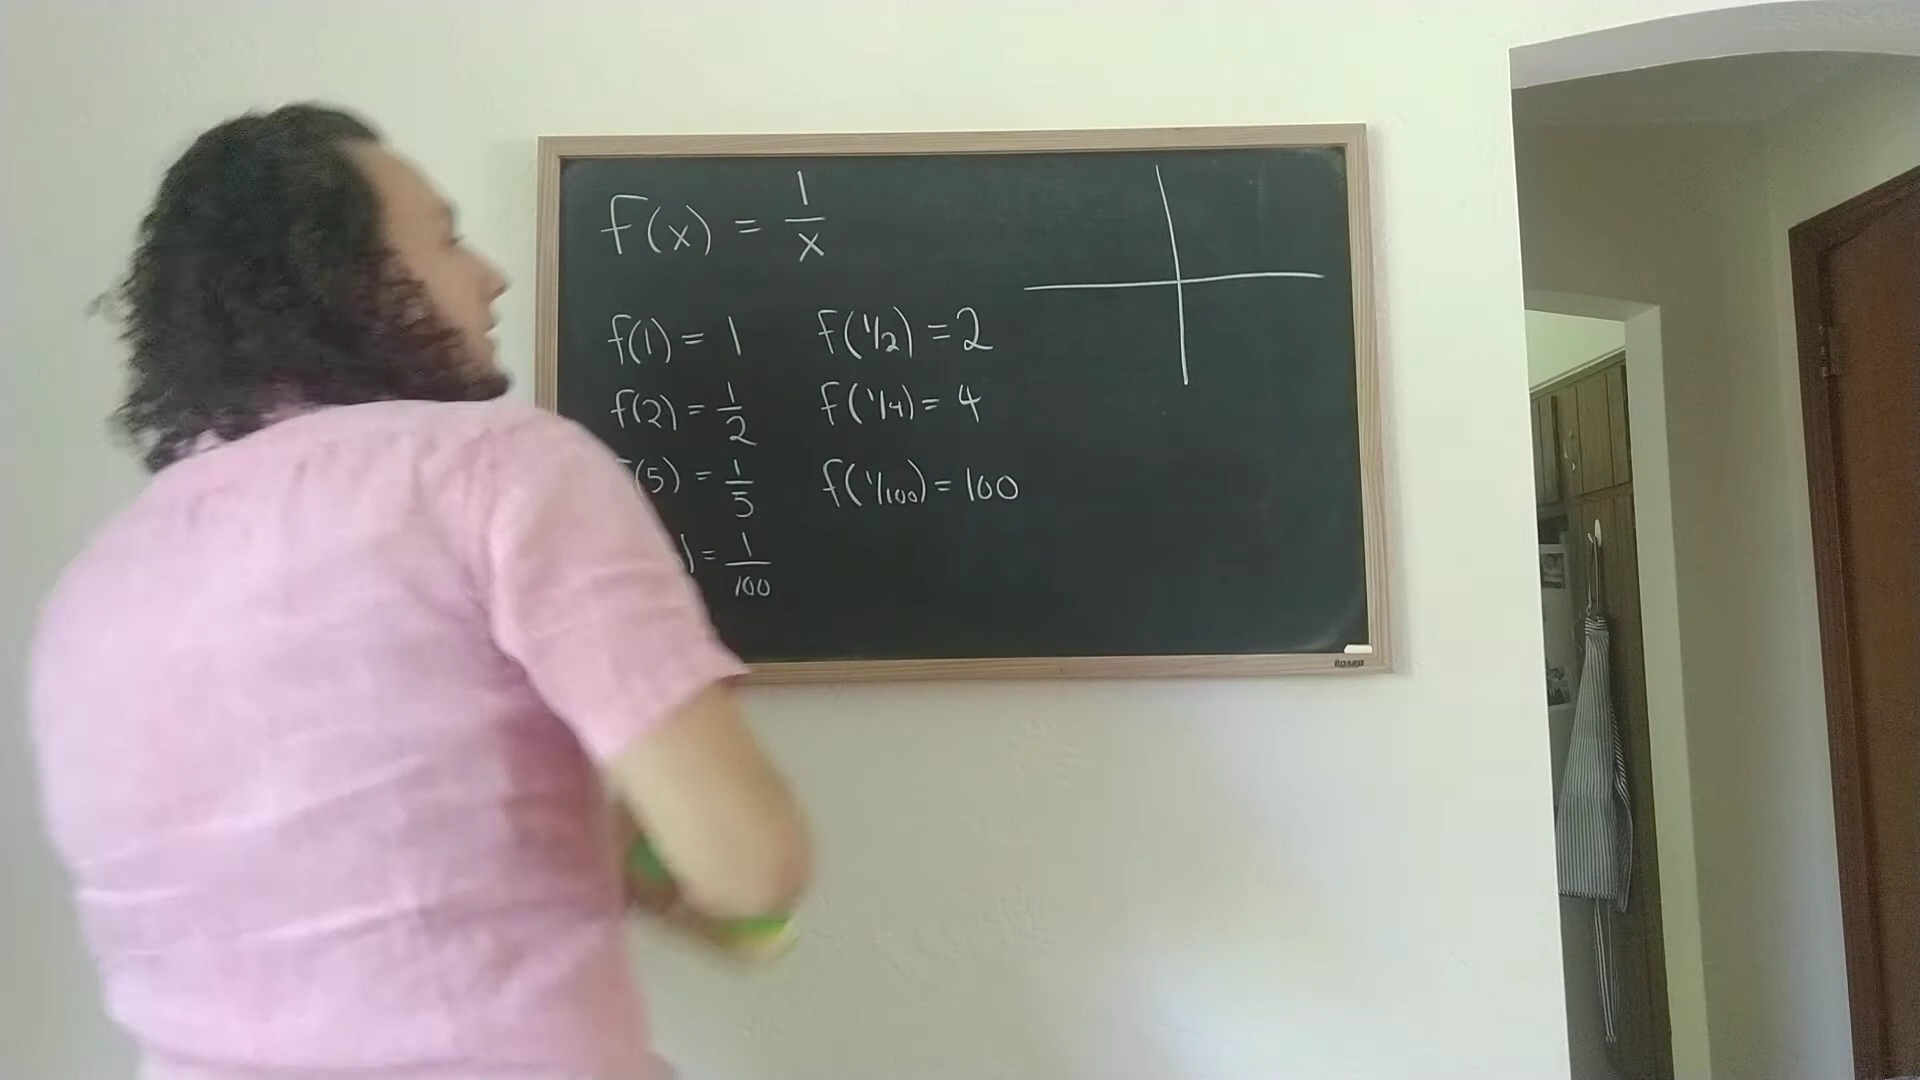 f(x) = 1/x
f(1) = 1
f(2) = 1/2
(5) = 1/5
) = 1/100
f(1/2) = 2
f(1/4) = 4
f(1/100) = 100
BOARD